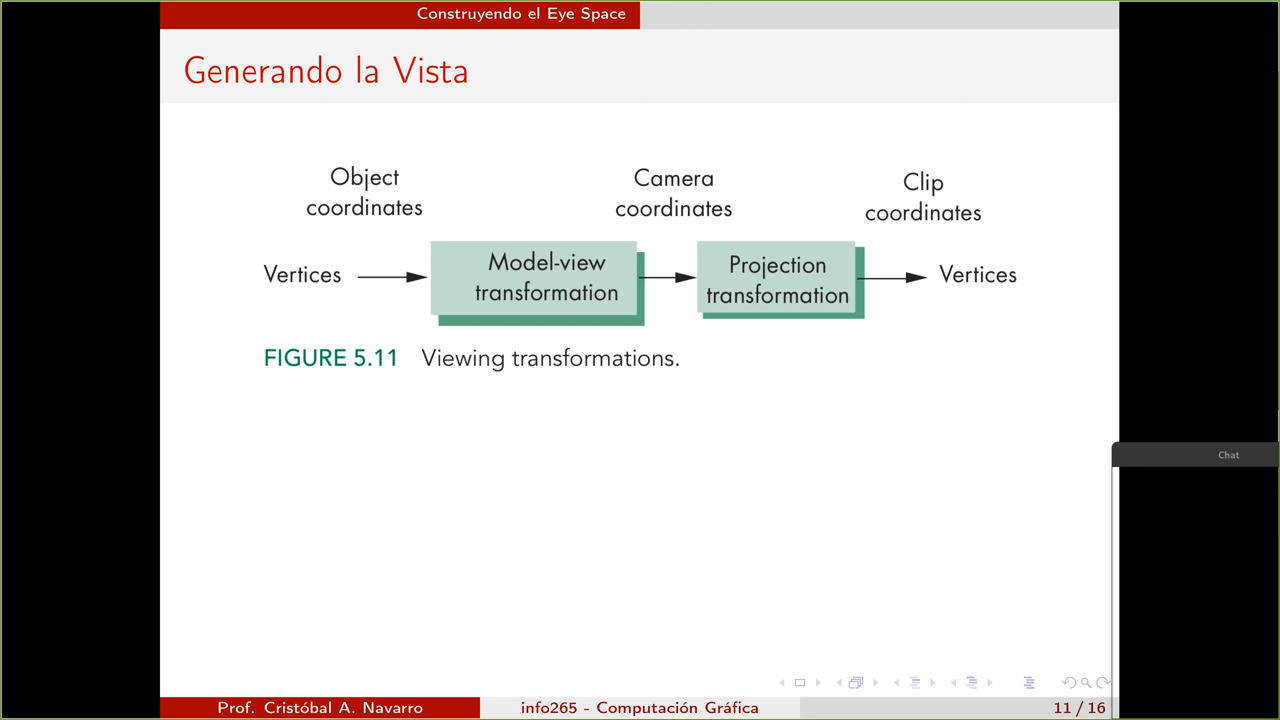 Construyendo el Eye Space
Generando la Vista
Object
coordinates
Camera
coordinates
Clip
coordinates
Vertices
Model-view
transformation
Projection
transformation
Vertices
FIGURE 5.11 Viewing transformations.
Chat
Prof. Cristóbal A. Navarro
info265 - Computación Gráfica
11 / 16